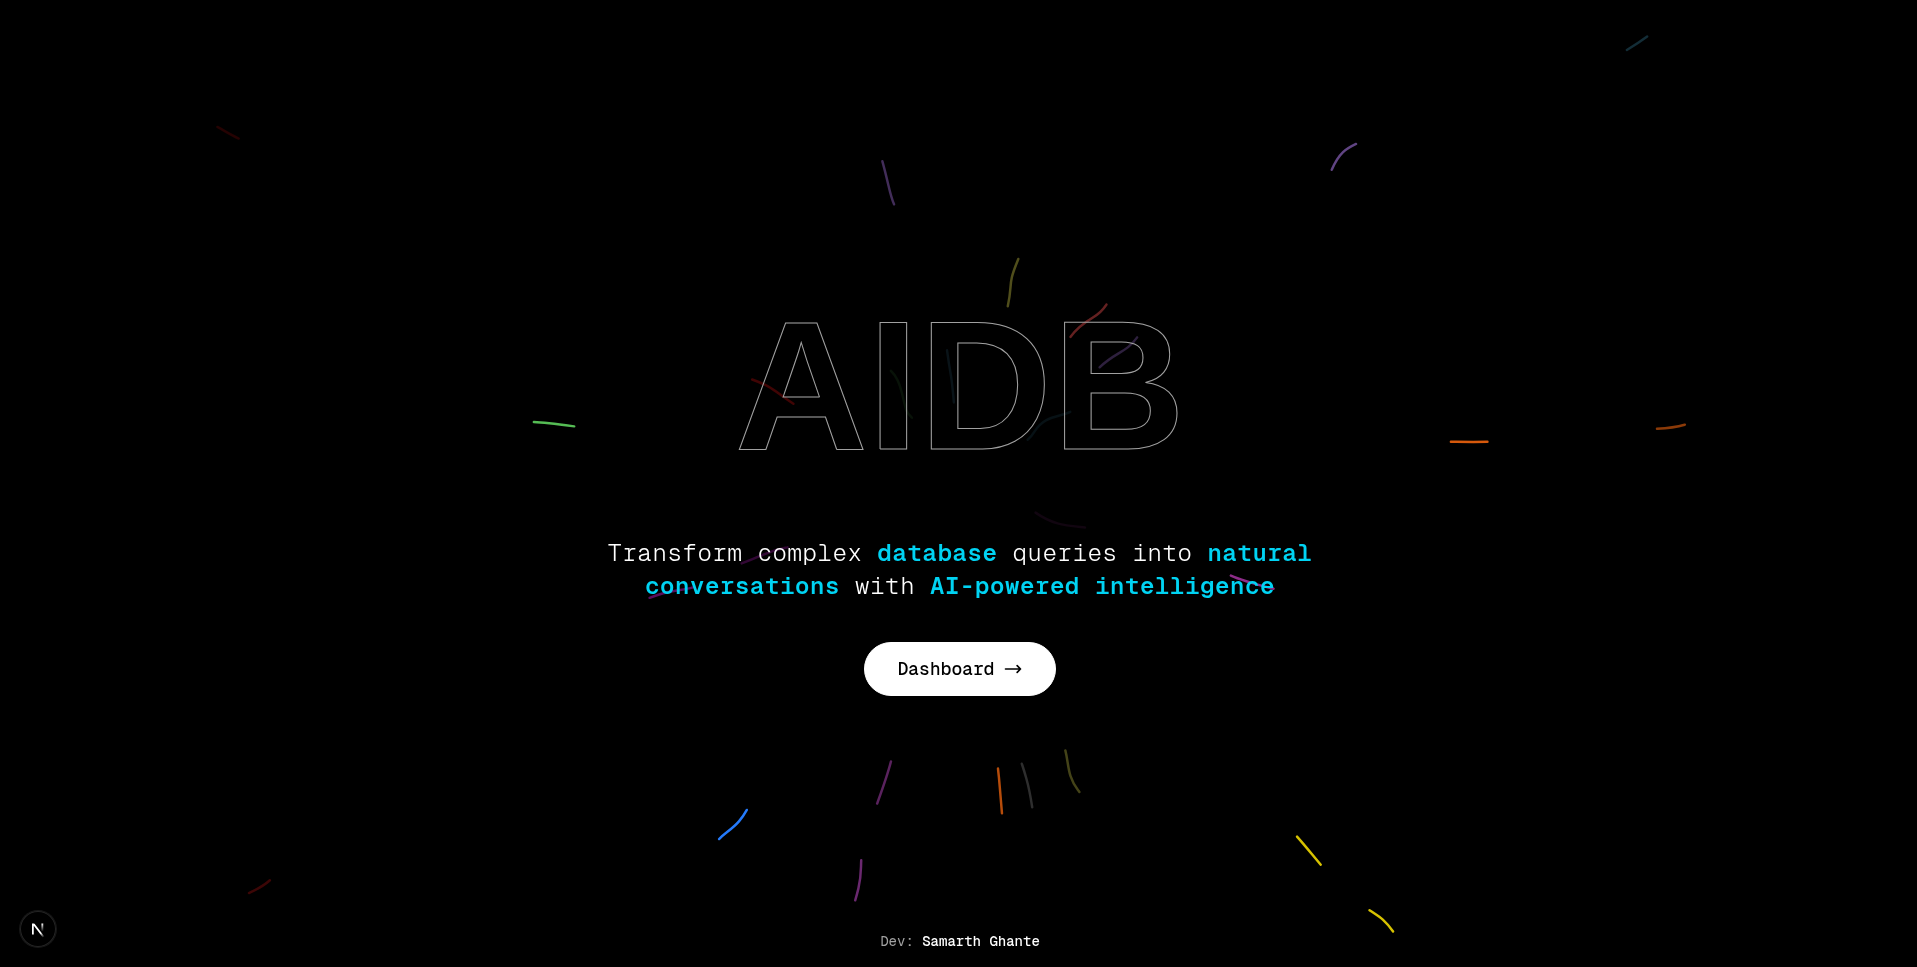 AIDB
Transform complex database queries into natural
conversations with AI-powered intelligence
Dashboard →
N
Dev: Samarth Ghante